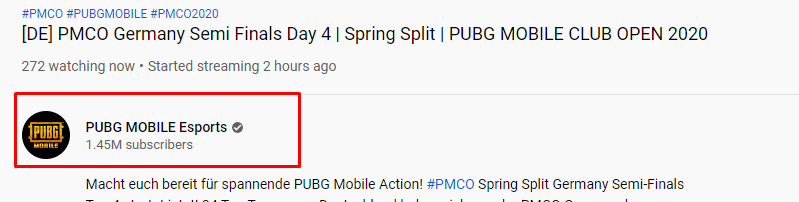 #PMCO #PUBGMOBILE #PMCO2020
[DE] PMCO Germany Semi Finals Day 4 | Spring Split | PUBG MOBILE CLUB OPEN 2020
272 watching now • Started streaming 2 hours ago
PUBG
MOBILE
PUBG MOBILE Esports
1.45M subscribers
Macht euch bereit für spannende PUBG Mobile Action! #PMCO Spring Split Germany Semi-Finals